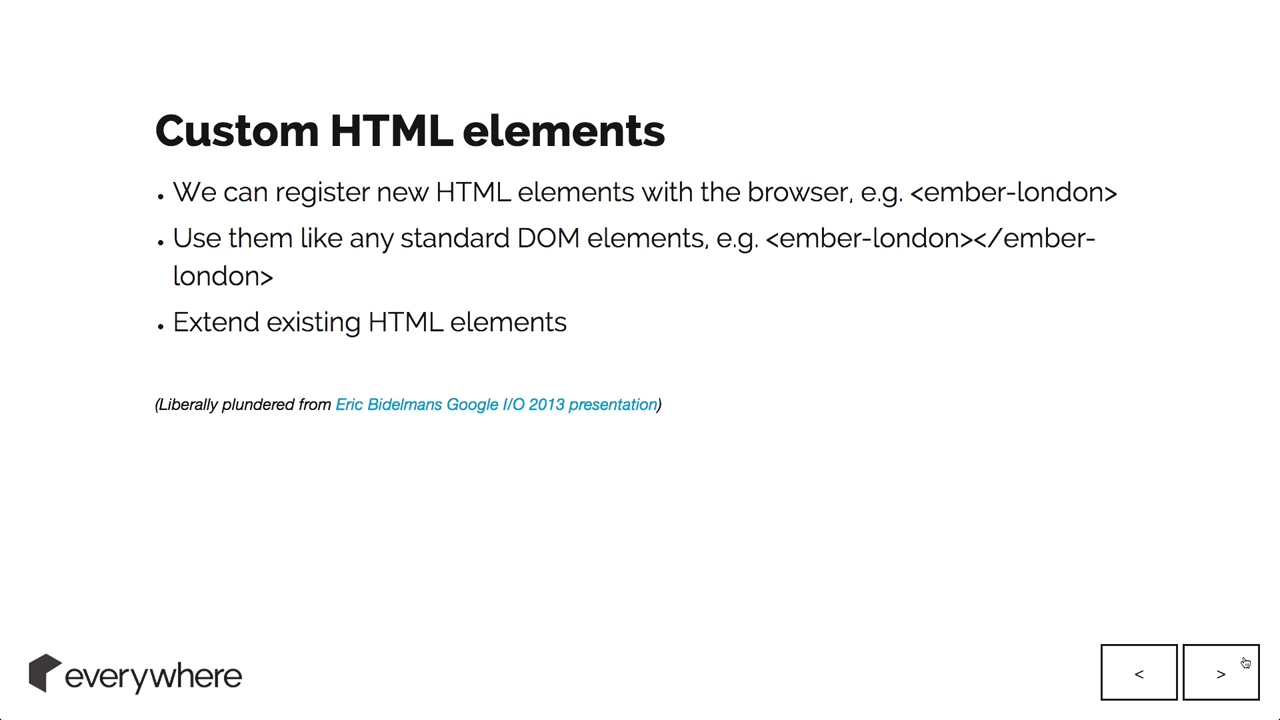 Custom HTML elements
• We can register new HTML elements with the browser, e.g. <ember-london>
• Use them like any standard DOM elements, e.g. <ember-london></ember-
london>
• Extend existing HTML elements
(Liberally plundered from Eric Bidelmans Google I/O 2013 presentation)
everywhere
< >